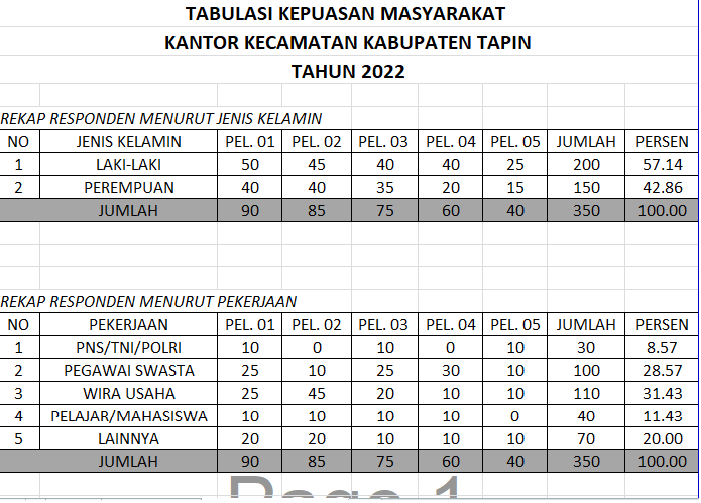 TABULASI KEPUASAN MASYARAKAT
KANTOR KECAMATAN KABUPATEN TAPIN
TAHUN 2022
REKAP RESPONDEN MENURUT JENIS KELAMIN
NO JENIS KELAMIN PEL. 01 PEL. 02 PEL. 03 PEL. 04 PEL. 05 JUMLAH PERSEN
1 LAKI-LAKI 50 45 40 40 25 200 57.14
2 PEREMPUAN 40 40 35 20 15 150 42.86
JUMLAH 90 85 75 60 40 350 100.00
REKAP RESPONDEN MENURUT PEKERJAAN
NO PEKERJAAN PEL. 01 PEL. 02 PEL. 03 PEL. 04 PEL. 05 JUMLAH PERSEN
1 PNS/TNI/POLRI 10 0 10 0 10 30 8.57
2 PEGAWAI SWASTA 25 10 25 30 10 100 28.57
3 WIRA USAHA 25 45 20 10 10 110 31.43
4 PELAJAR/MAHASISWA 10 10 10 10 0 40 11.43
5 LAINNYA 20 20 10 10 10 70 20.00
JUMLAH 90 85 75 60 40 350 100.00
Page 1